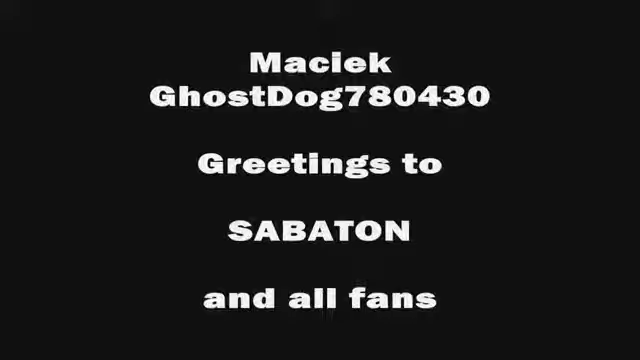 Maciek
GhostDog780430
Greetings to
SABATON
and all fans